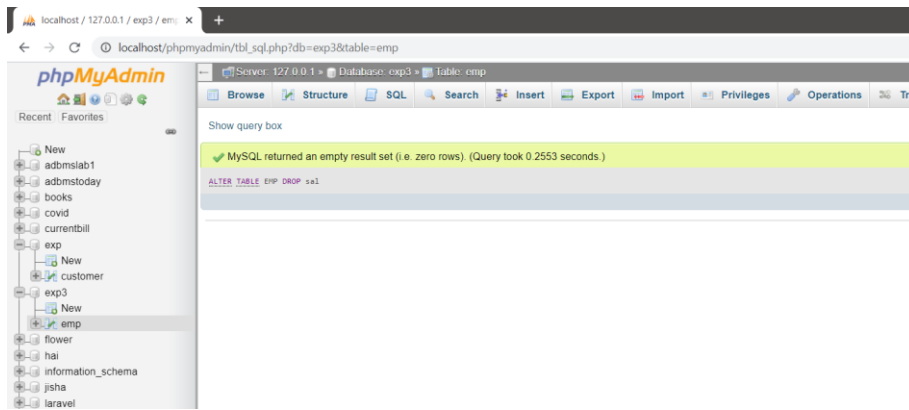 localhost / 127.0.0.1 / exp3 / emp
localhost/phpmyadmin/tbl_sql.php?db=exp3&table=emp
phpMyAdmin
Recent Favorites
New
adbmslab1
adbmstoday
books
covid
currentbill
exp
New
customer
exp3
New
emp
flower
hai
information_schema
jisha
laravel
Server: 127.0.0.1 » Database: exp3 » Table: emp
Browse Structure SQL Search Insert Export Import Privileges Operations Tr
Show query box
MySQL returned an empty result set (i.e. zero rows). (Query took 0.2553 seconds.)
ALTER TABLE EMP DROP sal